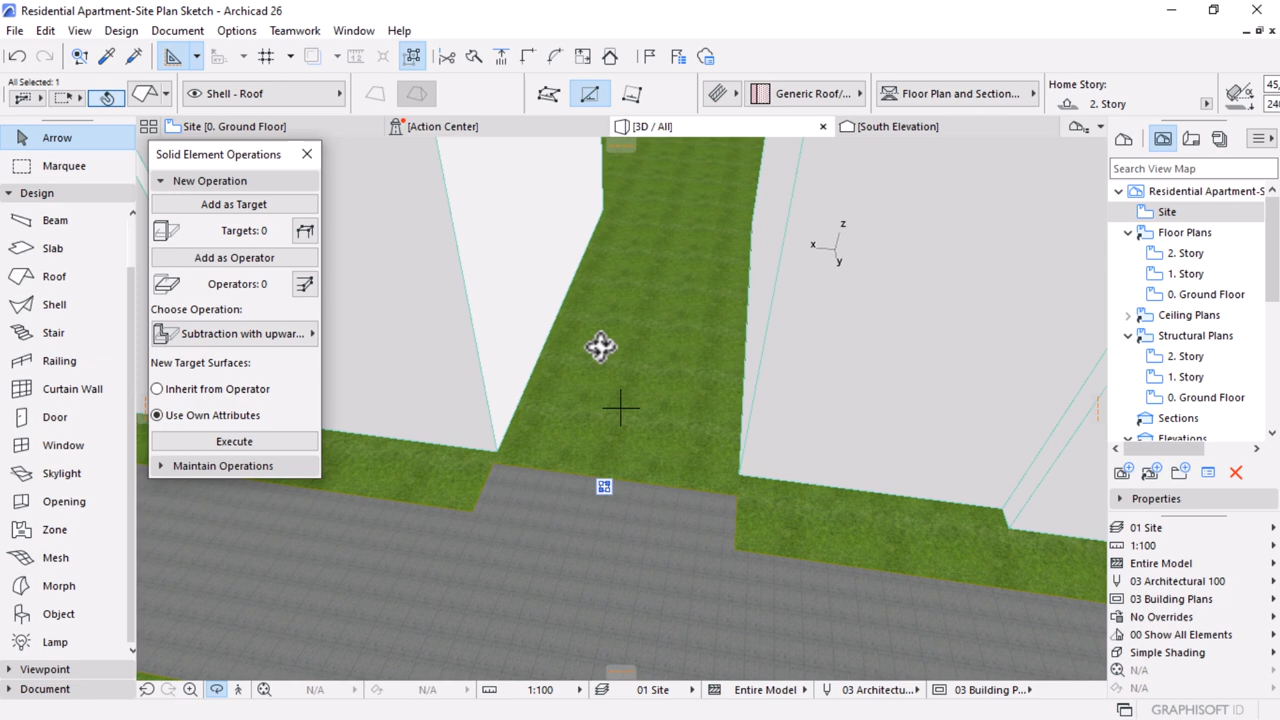 Residential Apartment-Site Plan Sketch - Archicad 26
File Edit View Design Document Options Teamwork Window Help
All Selected: 1
Shell - Roof
Generic Roof/...
Floor Plan and Section...
Home Story:
2. Story
45,
240
Site [0. Ground Floor]
[Action Center]
[3D / All]
[South Elevation]
Arrow
Marquee
Design
Beam
Slab
Roof
Shell
Stair
Railing
Curtain Wall
Door
Window
Skylight
Opening
Zone
Mesh
Morph
Object
Lamp
Viewpoint
Document
Solid Element Operations
New Operation
Add as Target
Targets: 0
Add as Operator
Operators: 0
Choose Operation:
Subtraction with upwar...
New Target Surfaces:
Inherit from Operator
Use Own Attributes
Execute
Maintain Operations
z
x
y
Search View Map
Residential Apartment-S
Site
Floor Plans
2. Story
1. Story
0. Ground Floor
Ceiling Plans
Structural Plans
2. Story
1. Story
0. Ground Floor
Sections
Elevations
Properties
01 Site
1:100
Entire Model
03 Architectural 100
03 Building Plans
No Overrides
00 Show All Elements
Simple Shading
N/A
N/A
N/A
N/A
1:100
01 Site
Entire Model
03 Architectu...
03 Building P...
GRAPHISOFT ID